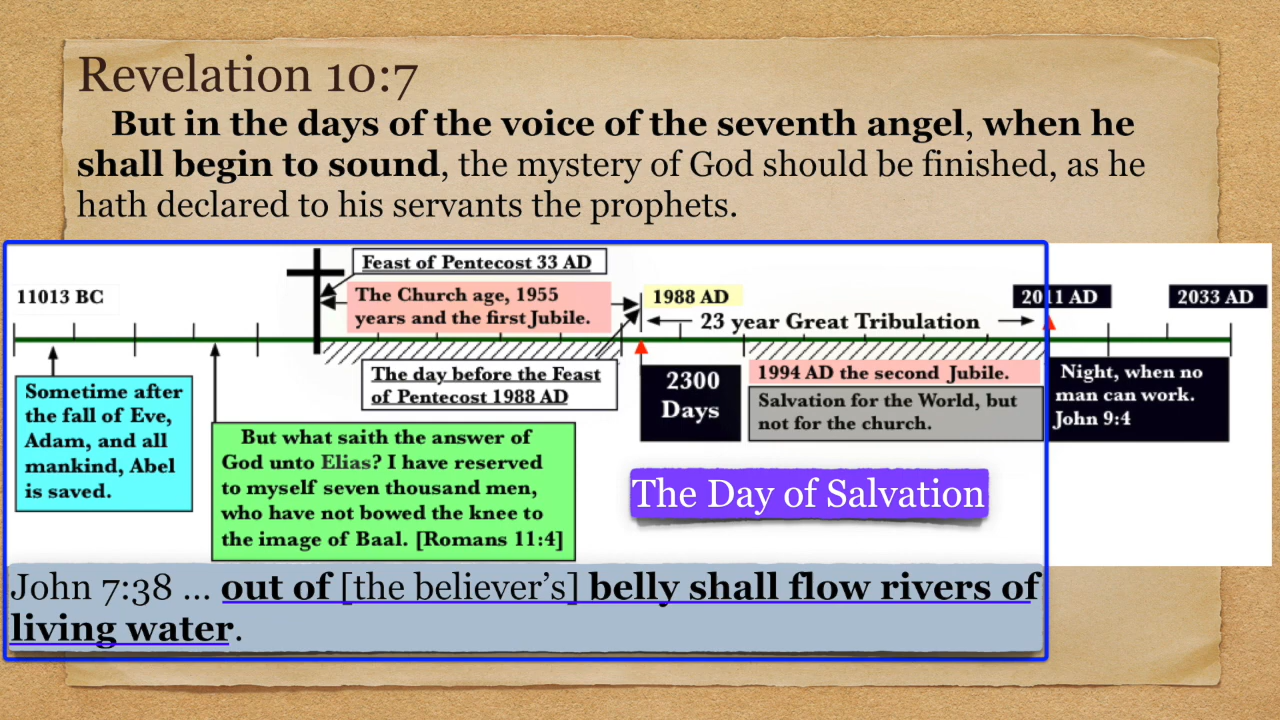 Revelation 10:7
But in the days of the voice of the seventh angel, when he
shall begin to sound, the mystery of God should be finished, as he
hath declared to his servants the prophets.
Feast of Pentecost 33 AD
11013 BC
The Church age, 1955
years and the first Jubile.
1988 AD
2011 AD
2033 AD
23 year Great Tribulation
The day before the Feast
of Pentecost 1988 AD
2300
Days
1994 AD the second Jubile.
Salvation for the World, but
not for the church.
Night, when no
man can work.
John 9:4
Sometime after
the fall of Eve,
Adam, and all
mankind, Abel
is saved.
But what saith the answer of
God unto Elias? I have reserved
to myself seven thousand men,
who have not bowed the knee to
the image of Baal. [Romans 11:4]
The Day of Salvation
John 7:38 ... out of [the believer’s] belly shall flow rivers of
living water.